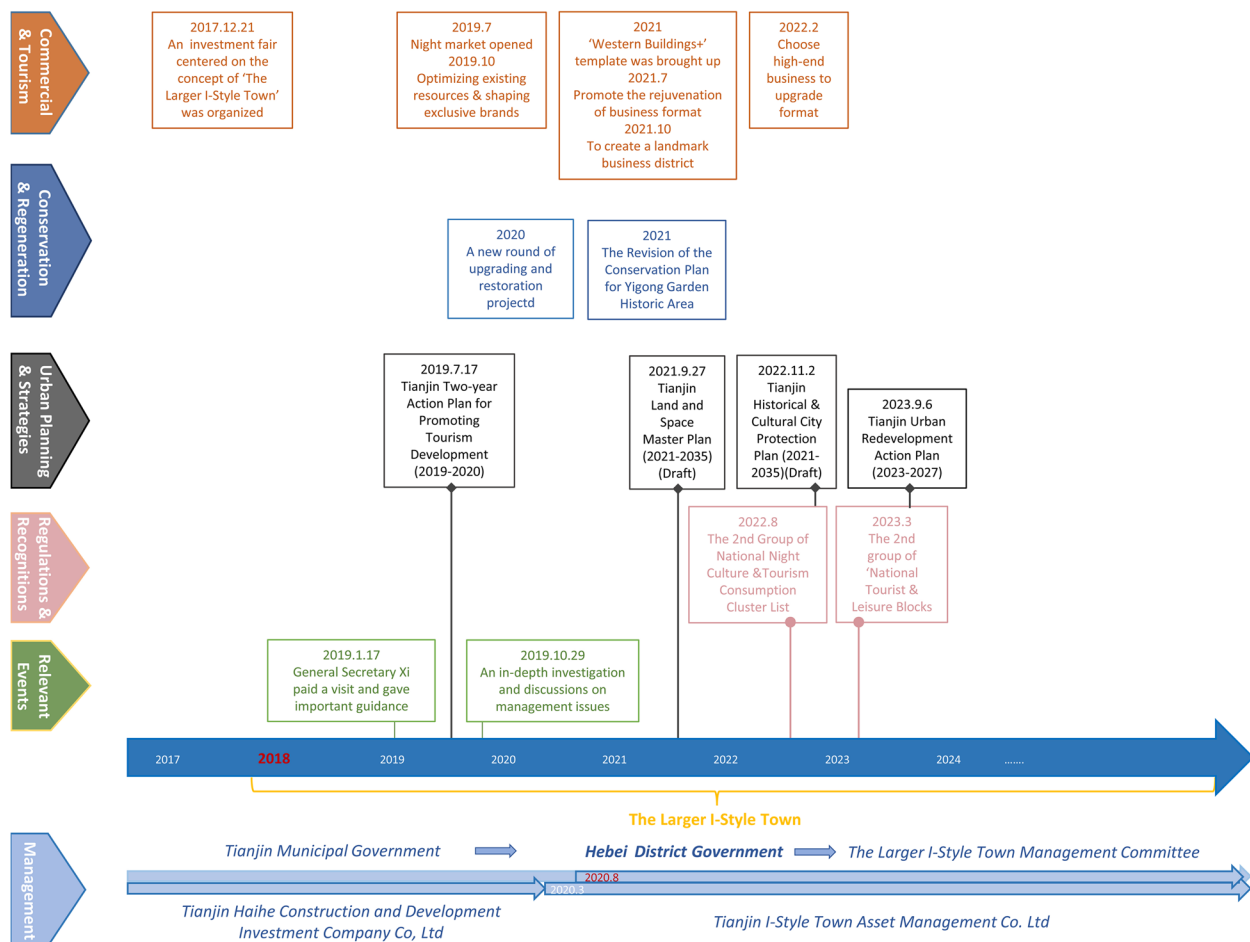 Commercial
& Tourism
2017.12.21
An investment fair
centered on the
concept of ‘The
Larger I-Style Town’
was organized
2019.7
Night market opened
2019.10
Optimizing existing
resources & shaping
exclusive brands
2021
‘Western Buildings+’
template was brought up
2021.7
Promote the rejuvenation
of business format
2021.10
To create a landmark
business district
2022.2
Choose
high-end
business to
upgrade
format
Conservation
& Regeneration
2020
A new round of
upgrading and
restoration
projectd
2021
The Revision of the
Conservation Plan
for Yigong Garden
Historic Area
Urban Planning
& Strategies
2019.7.17
Tianjin Two-year
Action Plan for
Promoting
Tourism
Development
(2019-2020)
2021.9.27
Tianjin
Land and
Space
Master Plan
(2021-2035)
(Draft)
2022.11.2
Tianjin
Historical &
Cultural City
Protection
Plan (2021-
2035)(Draft)
2023.9.6
Tianjin Urban
Redevelopment
Action Plan
(2023-2027)
Regulations &
Recognitions
2022.8
The 2nd Group of
National Night
Culture &Tourism
Consumption
Cluster List
2023.3
The 2nd
group of
‘National
Tourist &
Leisure Blocks
Relevant
Events
2019.1.17
General Secretary Xi
paid a visit and gave
important guidance
2019.10.29
An in-depth investigation
and discussions on
management issues
2017 2018 2019 2020 2021 2022 2023 2024 .......
The Larger I-Style Town
Management
Tianjin Municipal Government Hebei District Government The Larger I-Style Town Management Committee
2020.8
2020.3
Tianjin Haihe Construction and Development
Investment Company Co, Ltd
Tianjin I-Style Town Asset Management Co. Ltd